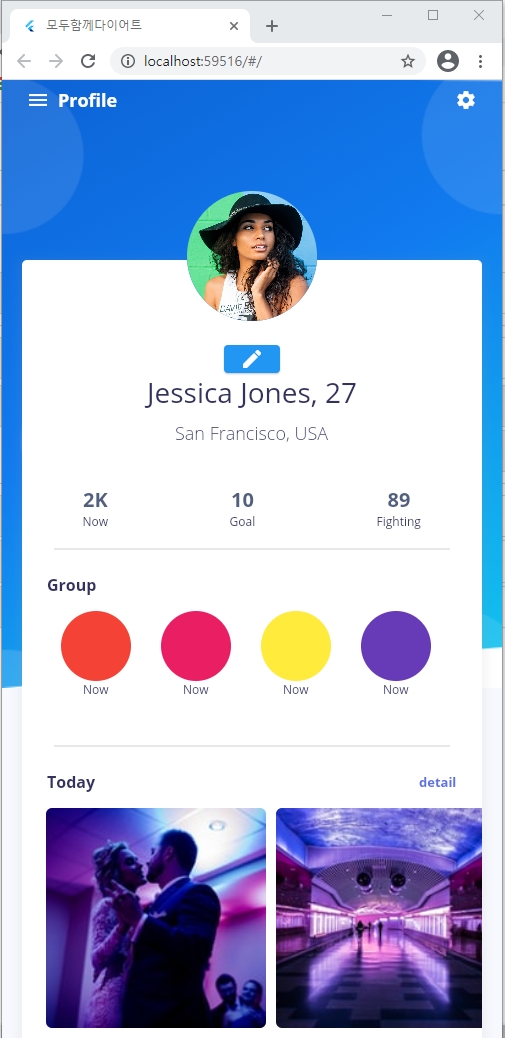 모두함께다이어트
localhost:59516/#/
Profile
Jessica Jones, 27
San Francisco, USA
2K 10 89
Now Goal Fighting
Group
Now Now Now Now
Today detail